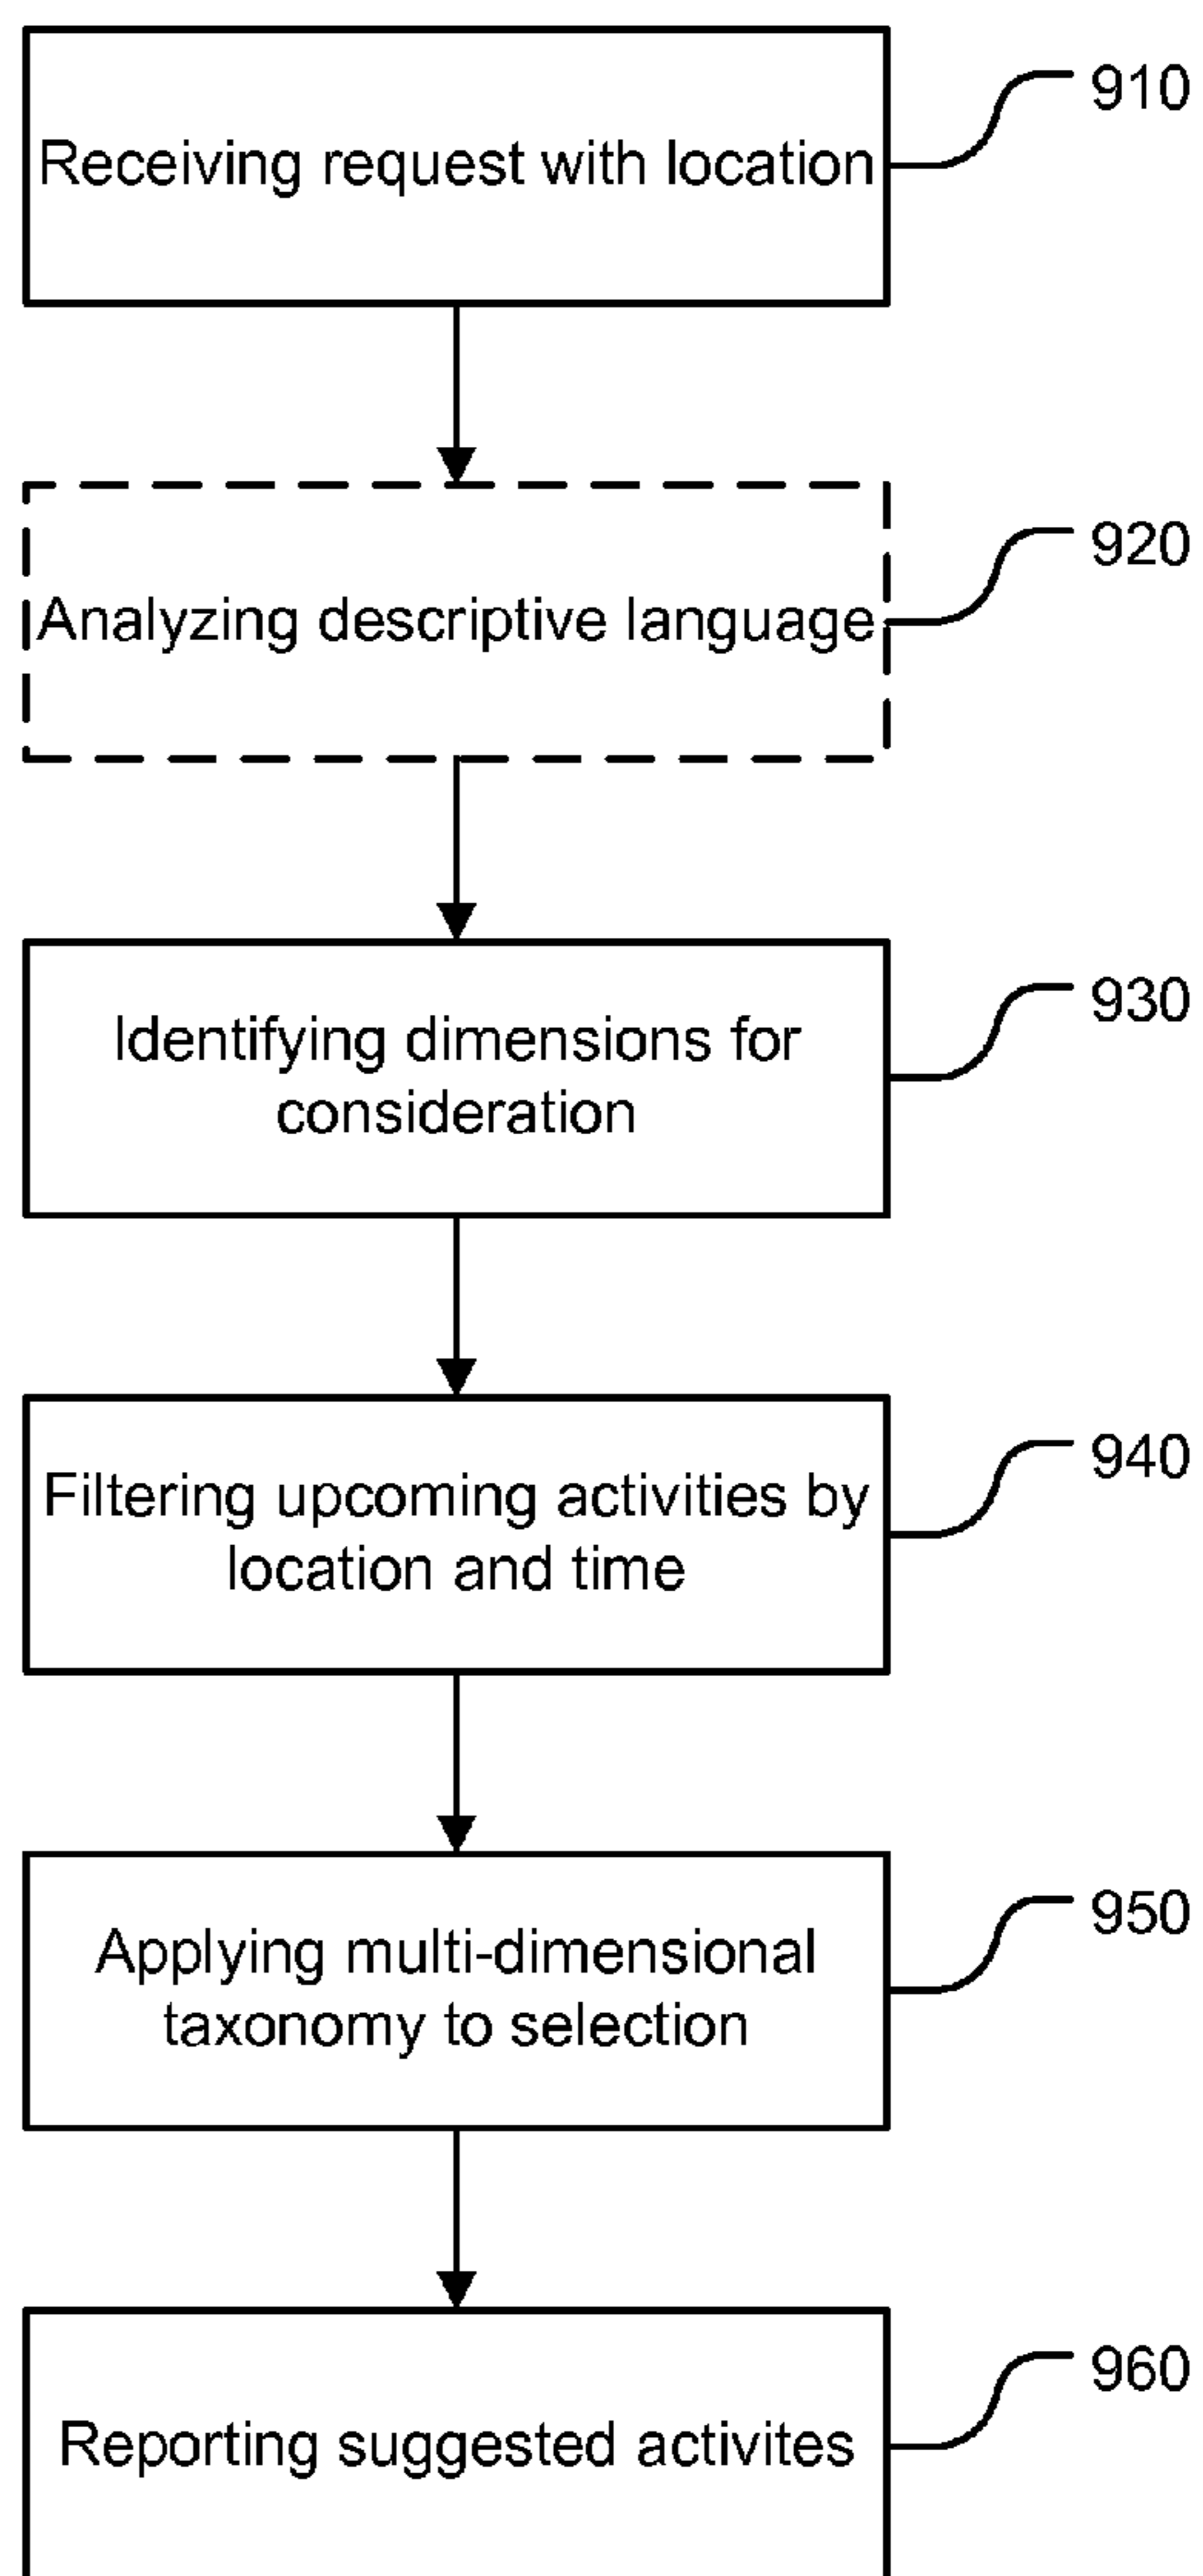 Receiving request with location
910
Analyzing descriptive language
920
Identifying dimensions for
consideration
930
Filtering upcoming activities by
location and time
940
Applying multi-dimensional
taxonomy to selection
950
Reporting suggested activites
960